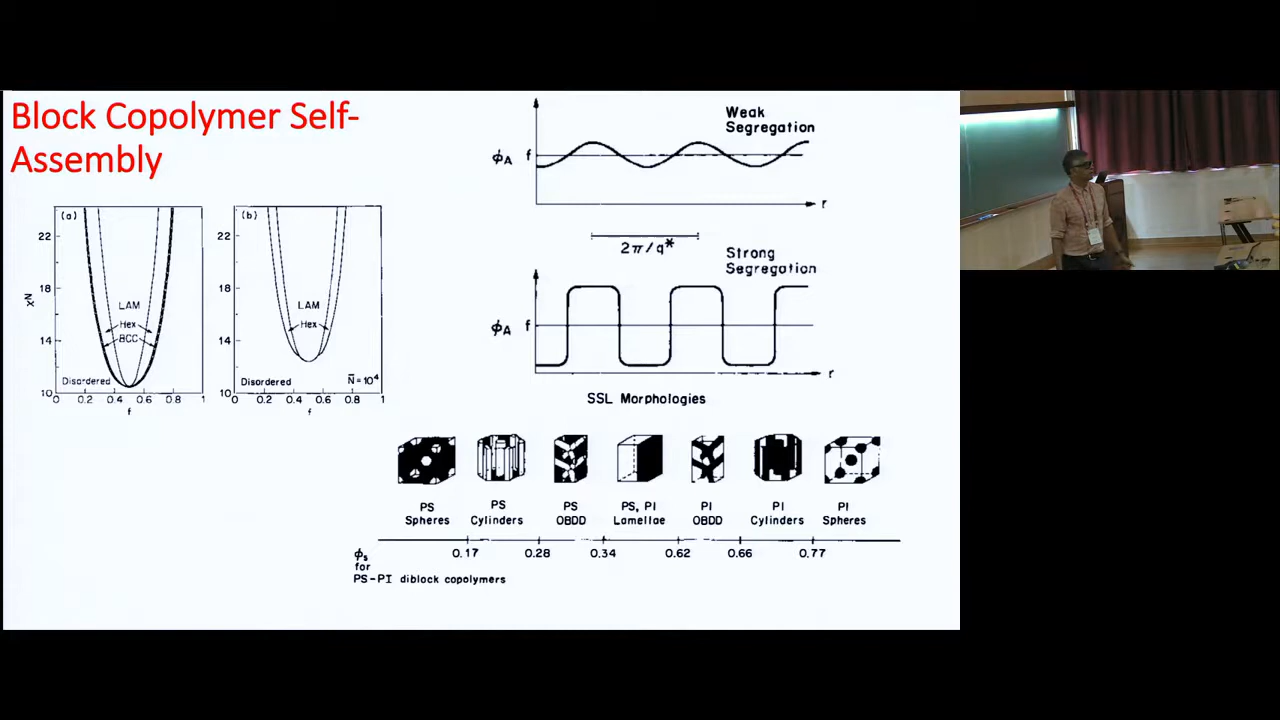 Block Copolymer Self-
Assembly
(a)
22
18
14
10
χN
LAM
Hex
BCC
Disordered
0 0.2 0.4 0.6 0.8 1
f
(b)
22
18
14
10
LAM
Hex
Disordered
N̅=10⁴
0 0.2 0.4 0.6 0.8 1
f
Weak
Segregation
ϕA f
r
2π/q*
Strong
Segregation
ϕA f
r
SSL Morphologies
PS
Spheres
PS
Cylinders
PS
OBDD
PS, PI
Lamellae
PI
OBDD
PI
Cylinders
PI
Spheres
ϕs
for
PS-PI diblock copolymers
0.17 0.28 0.34 0.62 0.66 0.77